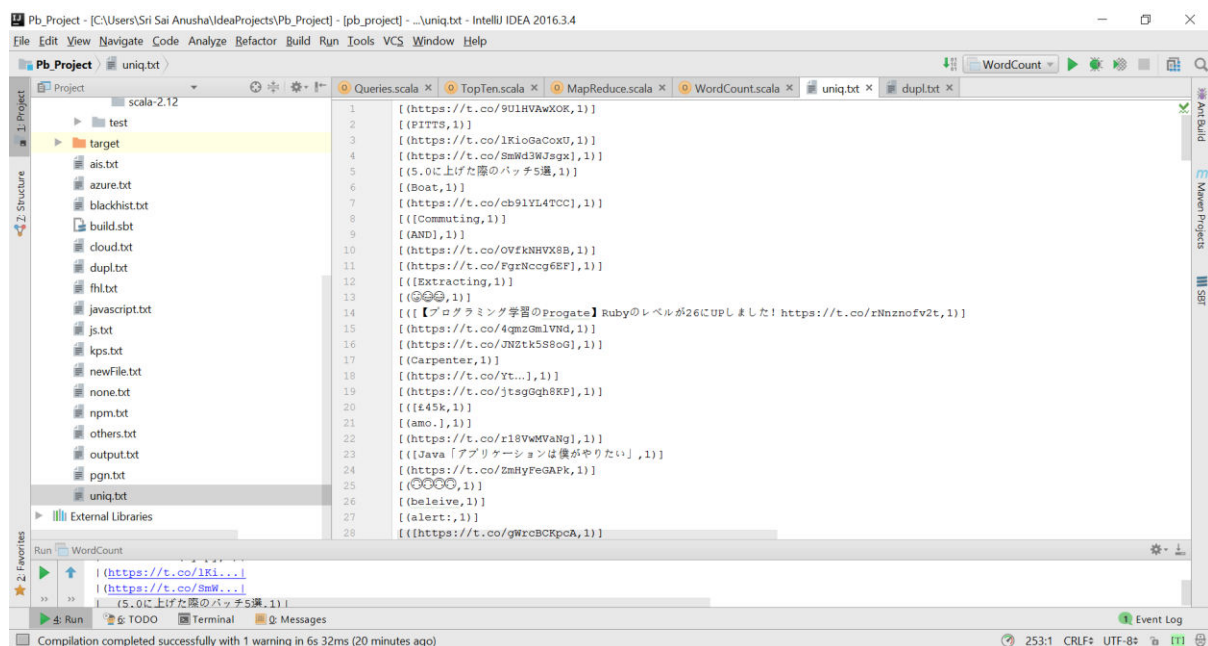 Pb_Project - [C:\Users\Sri Sai Anusha\IdeaProjects\Pb_Project] - [pb_project] - ...\uniq.txt - IntelliJ IDEA 2016.3.4
File Edit View Navigate Code Analyze Refactor Build Run Tools VCS Window Help
Pb_Project uniq.txt WordCount
Project
Queries.scala TopTen.scala MapReduce.scala WordCount.scala uniq.txt dupl.txt
1: Project
Z: Structure
2: Favorites
scala-2.12
test
target
ais.txt
azure.txt
blackhist.txt
build.sbt
cloud.txt
dupl.txt
fhl.txt
javascript.txt
js.txt
kps.txt
newFile.txt
none.txt
npm.txt
others.txt
output.txt
pgn.txt
uniq.txt
External Libraries
1 [(https://t.co/9UlHVAwXOK,1)]
2 [(PITTS,1)]
3 [(https://t.co/lKioGaCoxU,1)]
4 [(https://t.co/SmWd3WJsgx],1)]
5 [(5.0に上げた際のバッチ5選,1)]
6 [(Boat,1)]
7 [(https://t.co/cb9lYL4TCC],1)]
8 [([Commuting,1)]
9 [(AND],1)]
10 [(https://t.co/OVfkNHVX8B,1)]
11 [(https://t.co/FgrNccg6EF],1)]
12 [([Extracting,1)]
13 [(😂😂😂,1)]
14 [([【プログラミング学習のProgate】Rubyのレベルが26にUPしました! https://t.co/rNnznofv2t,1)]
15 [(https://t.co/4qmzGmlVNd,1)]
16 [(https://t.co/JNZtk5S8oG],1)]
17 [(Carpenter,1)]
18 [(https://t.co/Yt…],1)]
19 [(https://t.co/jtsgGqh8KP],1)]
20 [([£45k,1)]
21 [(amo.],1)]
22 [(https://t.co/r18VwMVaNg],1)]
23 [([Java「アプリケーションは僕がやりたい」,1)]
24 [(https://t.co/ZmHyFeGAPk,1)]
25 [(😂😂😂😂,1)]
26 [(beleive,1)]
27 [(alert:,1)]
28 [([https://t.co/gWrcBCKpcA,1)]
Ant Build
Maven Projects
SBT
Run WordCount
|(https://t.co/lKi...|
|(https://t.co/SmW...|
| (5.0に上げた際のバッチ5選,1)|
4: Run 6: TODO Terminal 0: Messages Event Log
Compilation completed successfully with 1 warning in 6s 32ms (20 minutes ago) 253:1 CRLF UTF-8 [T]